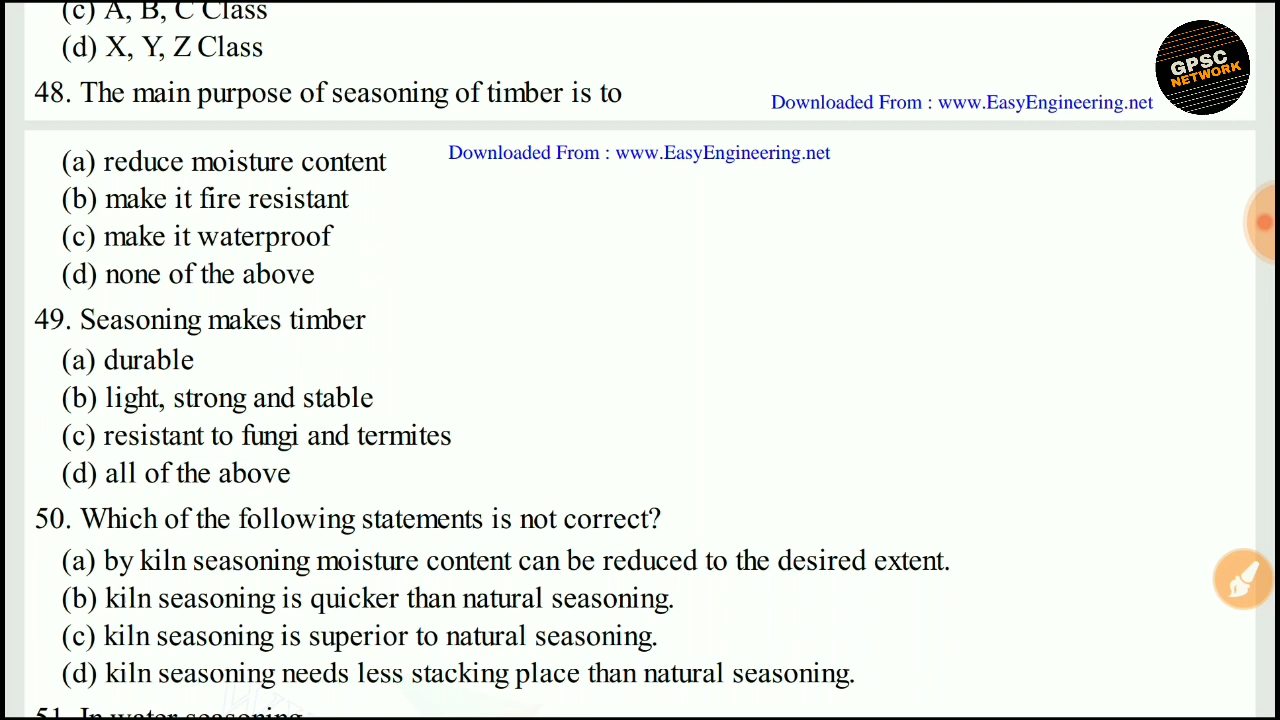 (c) A, B, C Class
(d) X, Y, Z Class
48. The main purpose of seasoning of timber is to
Downloaded From : www.EasyEngineering.net
GPSC
NETWORK
(a) reduce moisture content
Downloaded From : www.EasyEngineering.net
(b) make it fire resistant
(c) make it waterproof
(d) none of the above
49. Seasoning makes timber
(a) durable
(b) light, strong and stable
(c) resistant to fungi and termites
(d) all of the above
50. Which of the following statements is not correct?
(a) by kiln seasoning moisture content can be reduced to the desired extent.
(b) kiln seasoning is quicker than natural seasoning.
(c) kiln seasoning is superior to natural seasoning.
(d) kiln seasoning needs less stacking place than natural seasoning.
51. In water seasoning